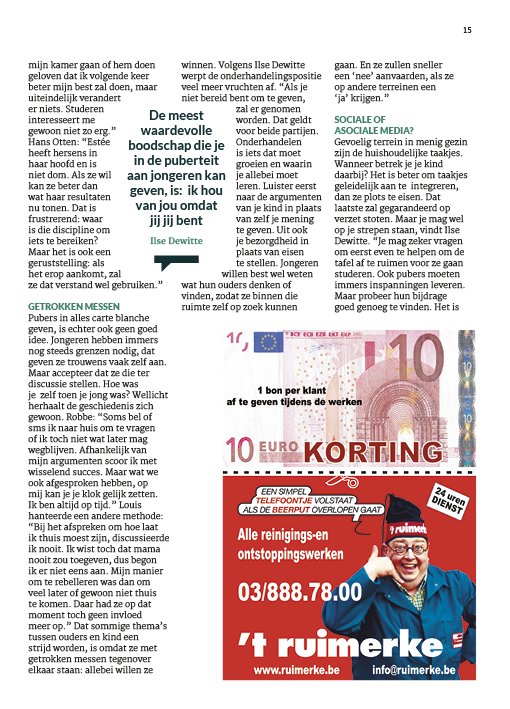 15
mijn kamer gaan of hem doen
geloven dat ik volgende keer
beter mijn best zal doen, maar
uiteindelijk verandert
er niets. Studeren
interesseert me
gewoon niet zo erg.”
Hans Otten: “Estée
heeft hersens in
haar hoofd en is
niet dom. Als ze wil
kan ze beter dan
wat haar resultaten
nu tonen. Dat is
frustrerend: waar
is die discipline om
iets te bereiken?
Maar het is ook een
geruststelling: als
het erop aankomt, zal
ze dat verstand wel gebruiken.”
GETROKKEN MESSEN
Pubers in alles carte blanche
geven, is echter ook geen goed
idee. Jongeren hebben immers
nog steeds grenzen nodig, dat
geven ze trouwens vaak zelf aan.
Maar accepteer dat ze die ter
discussie stellen. Hoe was
je zelf toen je jong was? Wellicht
herhaalt de geschiedenis zich
gewoon. Robbe: “Soms bel of
sms ik naar huis om te vragen
of ik toch niet wat later mag
wegblijven. Afhankelijk van
mijn argumenten scoor ik met
wisselend succes. Maar wat we
ook afgesproken hebben, op
mij kan je je klok gelijk zetten.
Ik ben altijd op tijd.” Louis
hanteerde een andere methode:
“Bij het afspreken om hoe laat
ik thuis moest zijn, discussieerde
ik nooit. Ik wist toch dat mama
nooit zou toegeven, dus begon
ik er niet eens aan. Mijn manier
om te rebelleren was dan om
veel later of gewoon niet thuis
te komen. Daar had ze op dat
moment toch geen invloed
meer op.” Dat sommige thema’s
tussen ouders en kind een
strijd worden, is omdat ze met
getrokken messen tegenover
elkaar staan: allebei willen ze
De meest
waardevolle
boodschap die je
in de puberteit
aan jongeren kan
geven, is: ik hou
van jou omdat
jij jij bent
Ilse Dewitte
winnen. Volgens Ilse Dewitte
werpt de onderhandelingspositie
veel meer vruchten af. “Als je
niet bereid bent om te geven,
zal er genomen
worden. Dat geldt
voor beide partijen.
Onderhandelen
is iets dat moet
groeien en waarin
je allebei moet
leren. Luister eerst
naar de argumenten
van je kind in plaats
van zelf je mening
te geven. Uit ook
je bezorgdheid in
plaats van eisen
te stellen. Jongeren
willen best wel weten
wat hun ouders denken of
vinden, zodat ze binnen die
ruimte zelf op zoek kunnen
gaan. En ze zullen sneller
een ‘nee’ aanvaarden, als ze
op andere terreinen een
‘ja’ krijgen.”
SOCIALE OF
ASOCIALE MEDIA?
Gevoelig terrein in menig gezin
zijn de huishoudelijke taakjes.
Wanneer betrek je je kind
daarbij? Het is beter om taakjes
geleidelijk aan te integreren,
dan ze plots te eisen. Dat
laatste zal gegarandeerd op
verzet stoten. Maar je mag wel
op je strepen staan, vindt Ilse
Dewitte. “Je mag zeker vragen
om eerst even te helpen om de
tafel af te ruimen voor ze gaan
studeren. Ook pubers moeten
immers inspanningen leveren.
Maar probeer hun bijdrage
goed genoeg te vinden. Het is
BCE ECB EZB EKT EKP 2002
10
1 bon per klant
af te geven tijdens de werken
10 EURO KORTING
EEN SIMPEL
TELEFOONTJE VOLSTAAT
ALS DE BEERPUT OVERLOPEN GAAT
24 uren
DIENST
't ruimerke
Alle reinigings-en
ontstoppingswerken
03/888.78.00
't ruimerke
www.ruimerke.be info@ruimerke.be